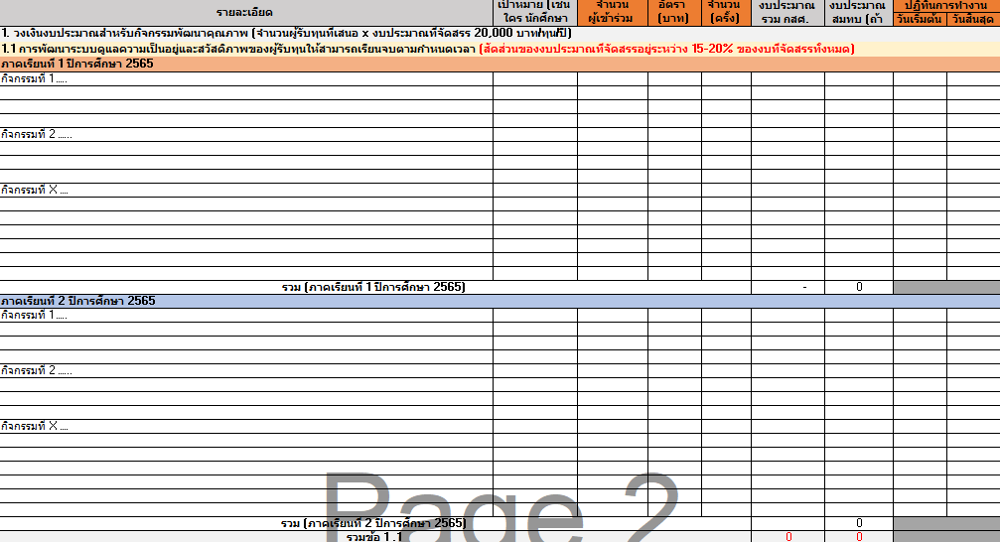 รายละเอียด
เป้าหมาย (เช่น
ใคร นักศึกษา
จำนวน
ผู้เข้าร่วม
อัตรา
(บาท)
จำนวน
(ครั้ง)
งบประมาณ
รวม กสศ.
งบประมาณ
สมทบ (ถ้า
ปฏิทินการทำงาน
วันเริ่มต้น วันสิ้นสุด
1. วงเงินงบประมาณสำหรับกิจกรรมพัฒนาคุณภาพ (จำนวนผู้รับทุนที่เสนอ x งบประมาณที่จัดสรร 20,000 บาท/ทุน/ปี)
1.1 การพัฒนาระบบดูแลความเป็นอยู่และสวัสดิภาพของผู้รับทุนให้สามารถเรียนจบตามกำหนดเวลา (สัดส่วนของงบประมาณที่จัดสรรอยู่ระหว่าง 15-20% ของงบที่จัดสรรทั้งหมด)
ภาคเรียนที่ 1 ปีการศึกษา 2565
กิจกรรมที่ 1.....
กิจกรรมที่ 2 ......
กิจกรรมที่ X ....
รวม (ภาคเรียนที่ 1 ปีการศึกษา 2565) - 0
ภาคเรียนที่ 2 ปีการศึกษา 2565
กิจกรรมที่ 1.....
กิจกรรมที่ 2 ......
กิจกรรมที่ X ....
Page 2
รวม (ภาคเรียนที่ 2 ปีการศึกษา 2565) 0
รวมข้อ 1.1 0 0